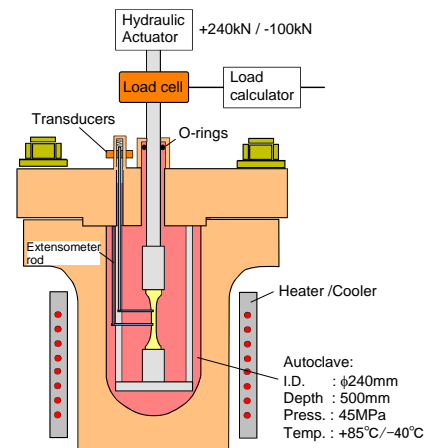 Hydraulic
Actuator
+240kN / -100kN
Load cell
Load
calculator
Transducers
O-rings
Extensometer
rod
Heater /Cooler
Autoclave:
I.D. : ϕ240mm
Depth : 500mm
Press. : 45MPa
Temp. : +85°C/−40°C